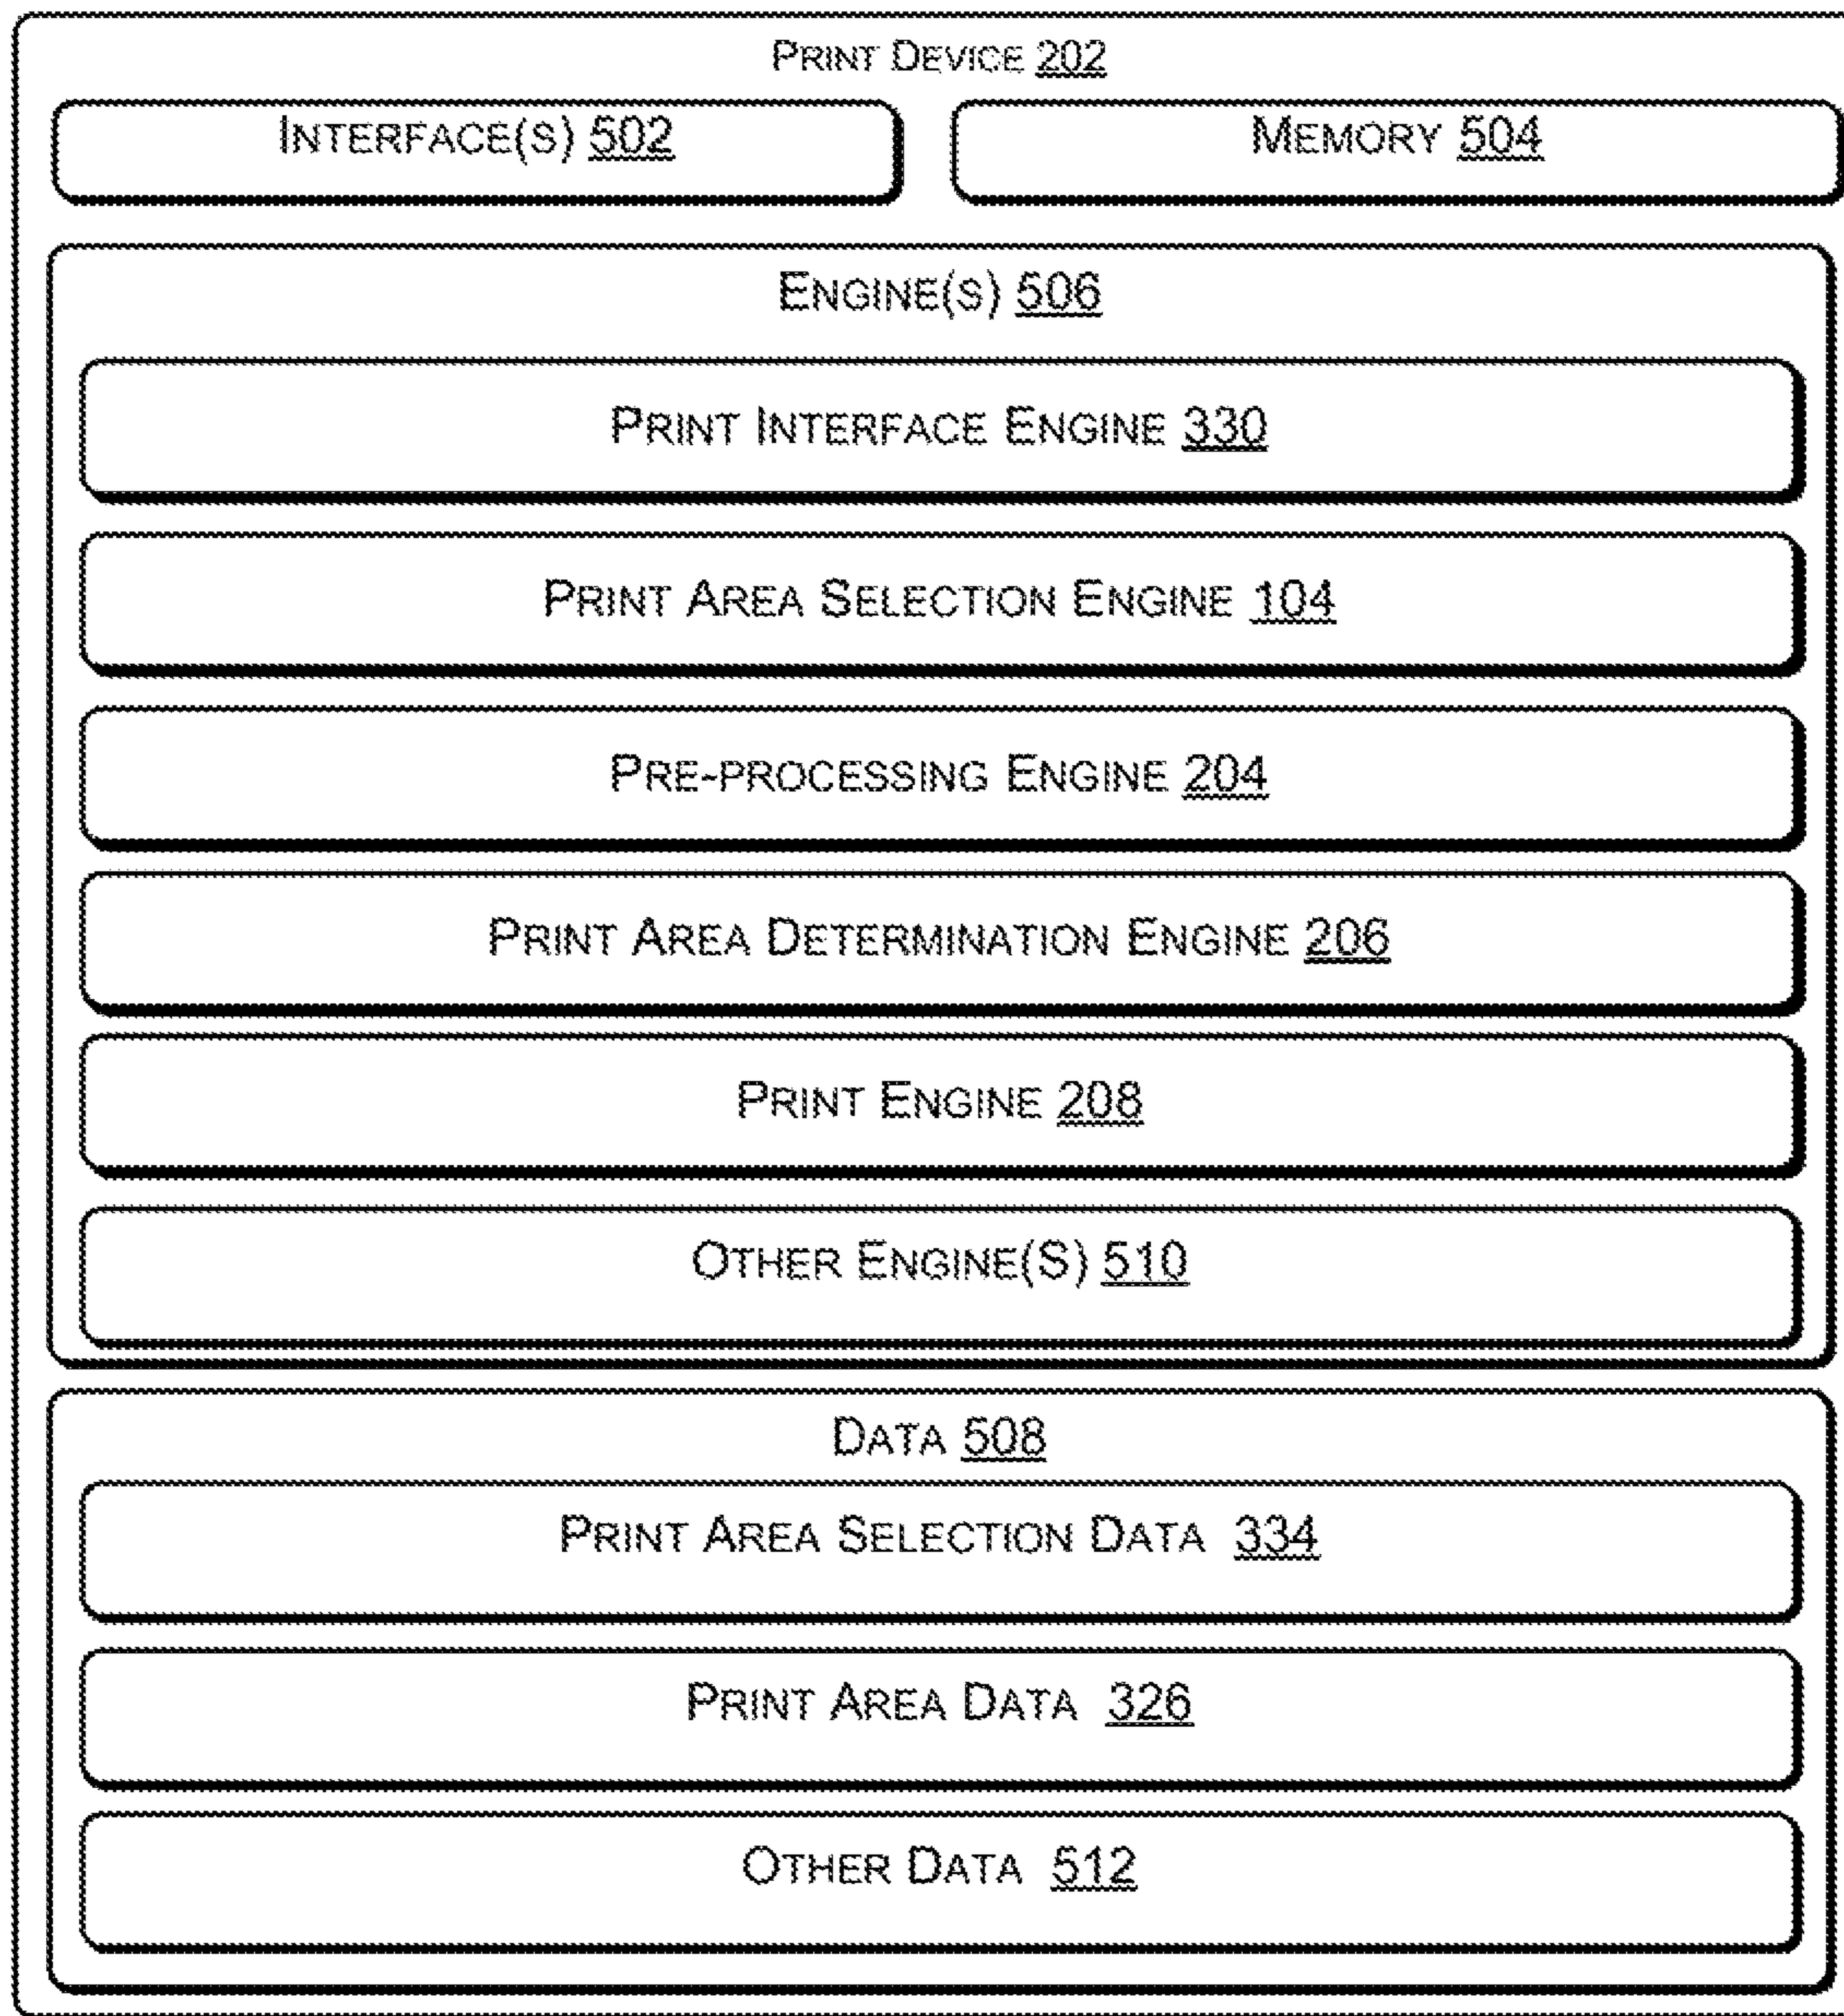 PRINT DEVICE 202
INTERFACE(S) 502
MEMORY 504
ENGINE(S) 506
PRINT INTERFACE ENGINE 330
PRINT AREA SELECTION ENGINE 104
PRE-PROCESSING ENGINE 204
PRINT AREA DETERMINATION ENGINE 206
PRINT ENGINE 208
OTHER ENGINE(S) 510
DATA 508
PRINT AREA SELECTION DATA 334
PRINT AREA DATA 326
OTHER DATA 512